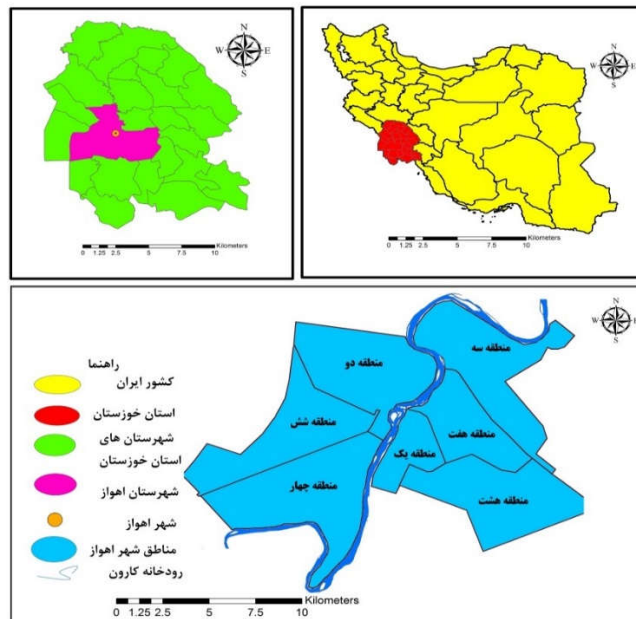 N
W E
S
Kilometers
0 1.25 2.5 5 7.5 10
N
W E
S
Kilometers
0 1.25 2.5 5 7.5 10
N
W E
S
راهنما
کشور ایران
استان خوزستان
شهرستان های
استان خوزستان
شهرستان اهواز
شهر اهواز
مناطق شهر اهواز
رودخانه کارون
منطقه سه
منطقه دو
منطقه شش
منطقه هفت
منطقه یک
منطقه چهار
منطقه هشت
Kilometers
0 1.25 2.5 5 7.5 10